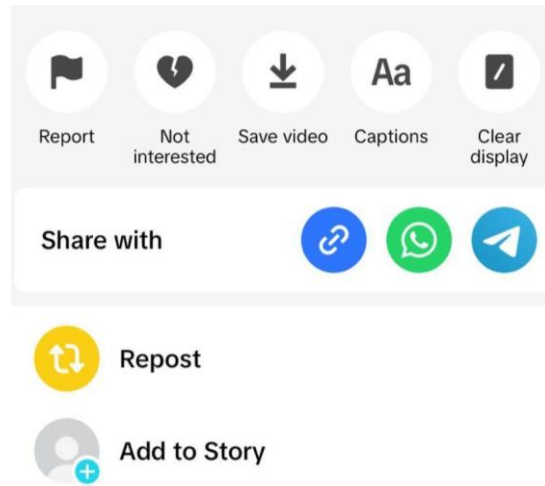 Aa
Report
Not
interested
Save video
Captions
Clear
display
Share with
Repost
Add to Story